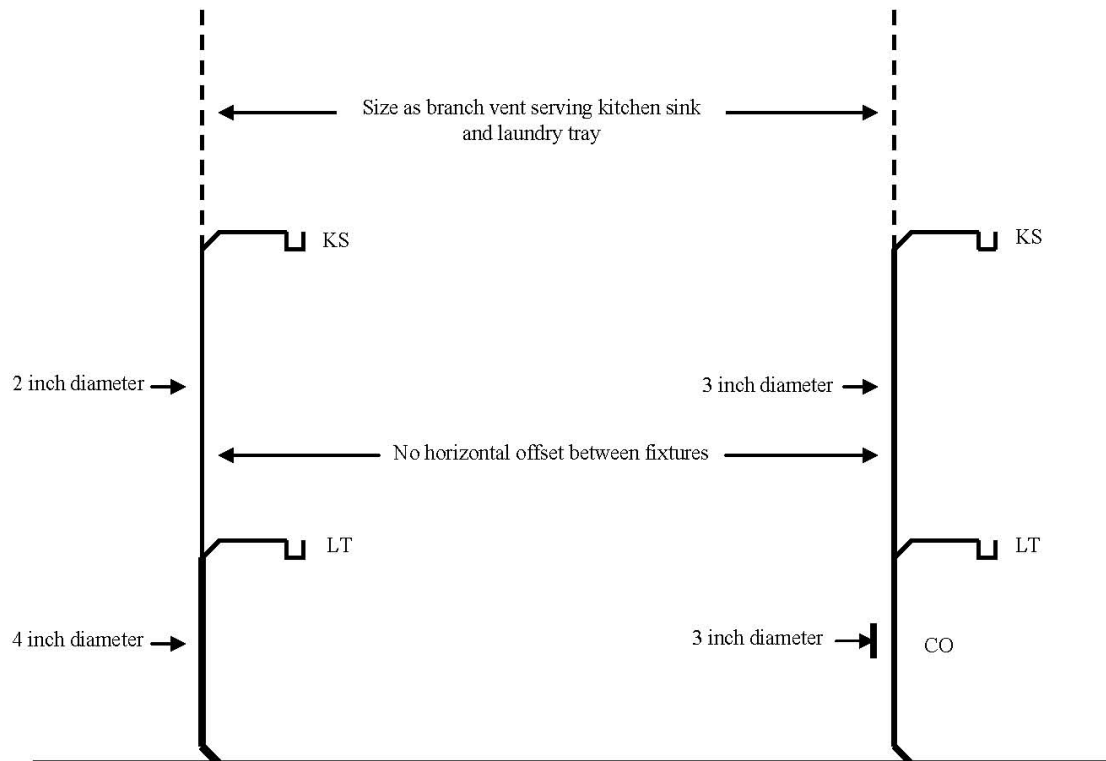 Size as branch vent serving kitchen sink
and laundry tray
KS
KS
2 inch diameter
3 inch diameter
No horizontal offset between fixtures
LT
LT
4 inch diameter
3 inch diameter
CO